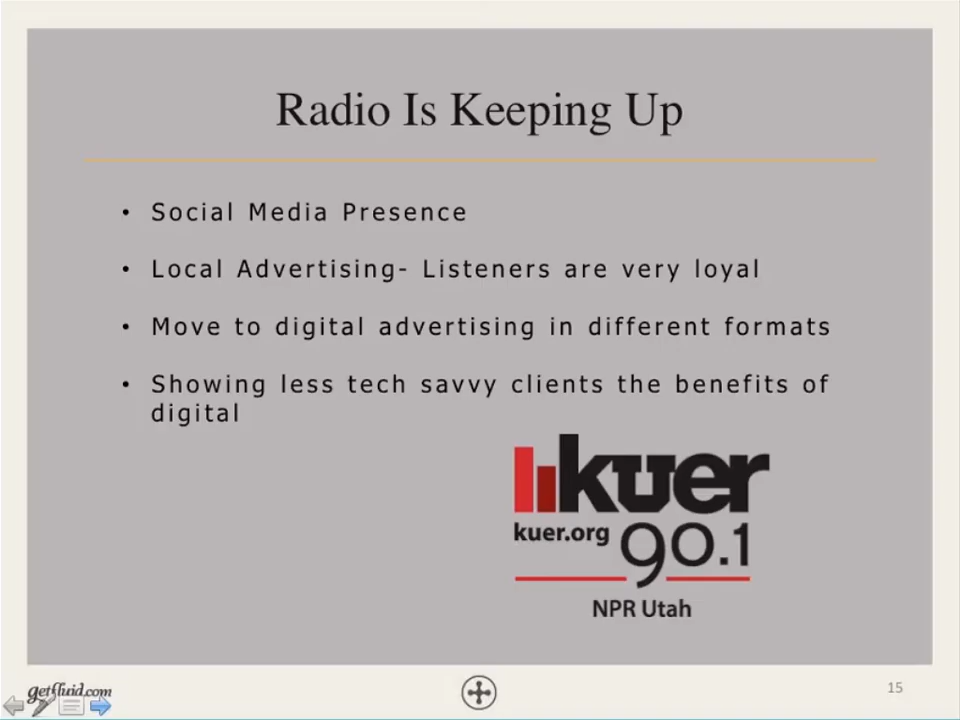 Radio Is Keeping Up
• Social Media Presence
• Local Advertising- Listeners are very loyal
• Move to digital advertising in different formats
• Showing less tech savvy clients the benefits of
digital
kuer
kuer.org 90.1
NPR Utah
getfluid.com
15